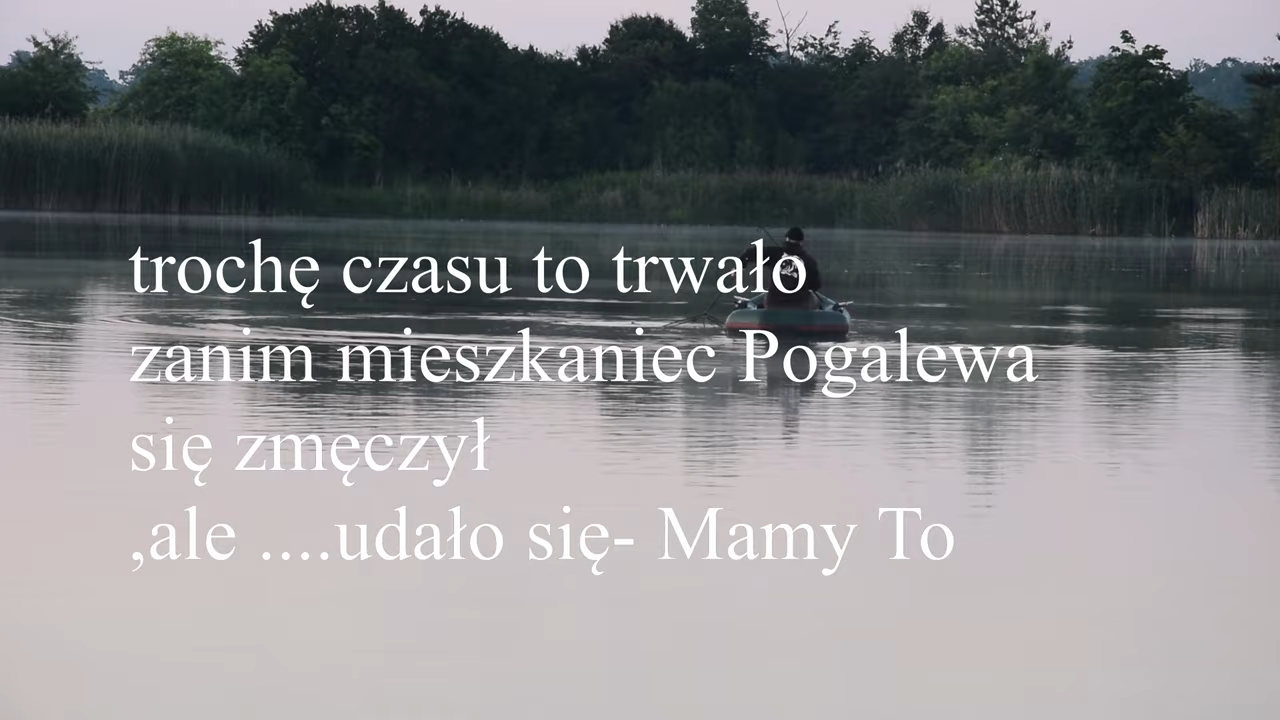 trochę czasu to trwało
zanim mieszkaniec Pogalewa
się zmęczył
,ale ....udało się- Mamy To